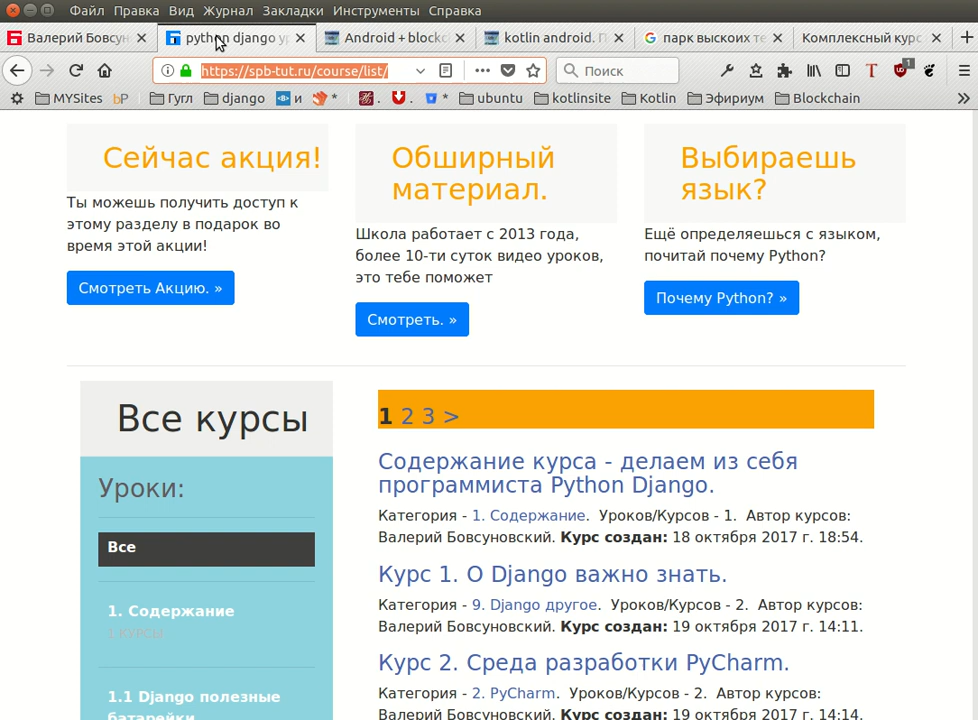 Файл Правка Вид Журнал Закладки Инструменты Справка
Валерий Бовсун
python django ур
Android + blockc
kotlin android. П
парк выскоих те
Комплексный курс
https://spb-tut.ru/course/list/
Поиск
1
MYSites
bP
Гугл
django
и
*
.
.
*
ubuntu
kotlinsite
Kotlin
Эфириум
Blockchain
Сейчас акция!
Ты можешь получить доступ к
этому разделу в подарок во
время этой акции!
Смотреть Акцию. »
Обширный
материал.
Школа работает с 2013 года,
более 10-ти суток видео уроков,
это тебе поможет
Смотреть. »
Выбираешь
язык?
Ещё определяешься с языком,
почитай почему Python?
Почему Python? »
Все курсы
Уроки:
Все
1. Содержание
1 КУРСЫ
1.1 Django полезные
батарейки
1 2 3 >
Содержание курса - делаем из себя
программиста Python Django.
Категория - 1. Содержание. Уроков/Курсов - 1. Автор курсов:
Валерий Бовсуновский. Курс создан: 18 октября 2017 г. 18:54.
Курс 1. О Django важно знать.
Категория - 9. Django другое. Уроков/Курсов - 2. Автор курсов:
Валерий Бовсуновский. Курс создан: 19 октября 2017 г. 14:11.
Курс 2. Среда разработки PyCharm.
Категория - 2. PyCharm. Уроков/Курсов - 2. Автор курсов:
Валерий Бовсуновский. Курс создан: 19 октября 2017 г. 14:14.